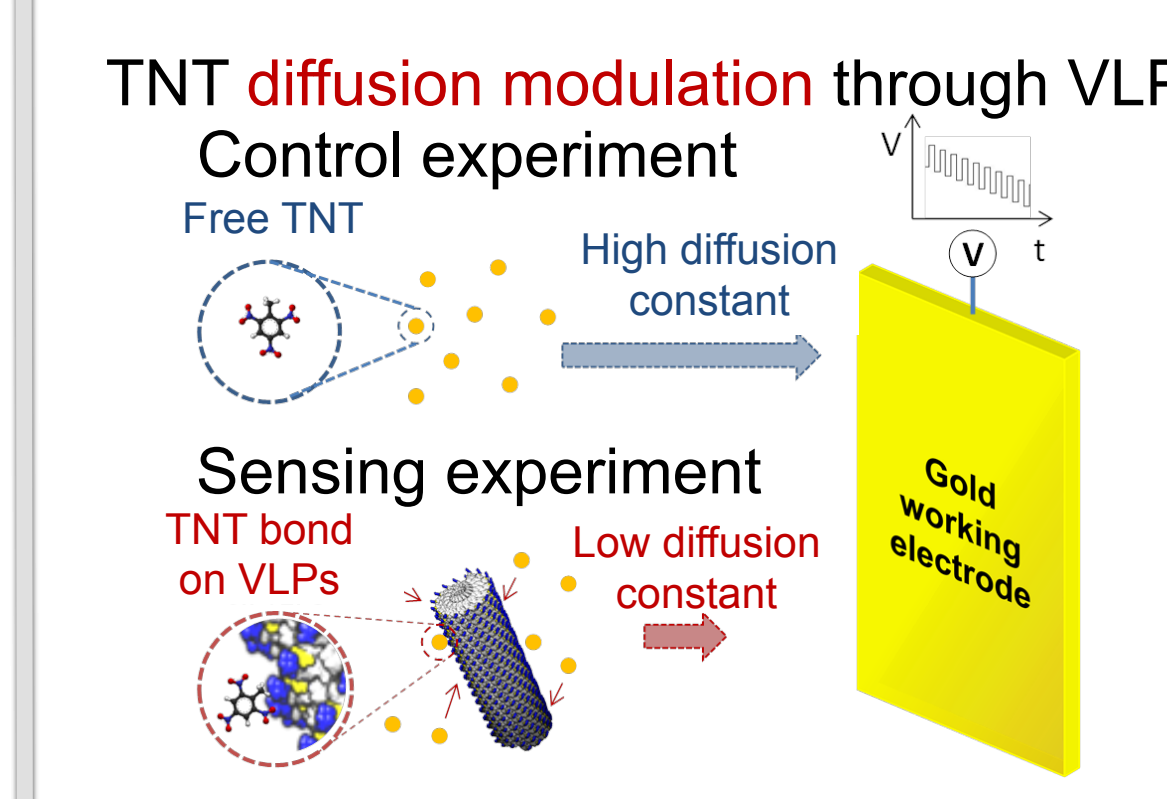 TNT diffusion modulation through VLP
Control experiment
V
Free TNT
High diffusion
constant
V
t
Sensing experiment
TNT bond
on VLPs
Low diffusion
constant
Gold
working
electrode